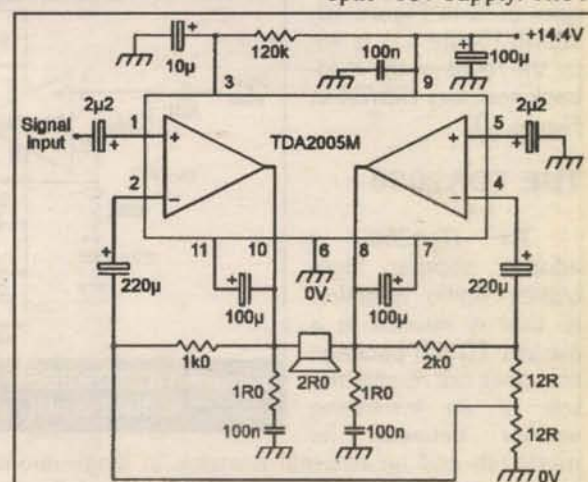 +14.4V
120k
10µ
100n
100µ
3
9
2µ2
Signal
input
1
TDA2005M
5
2µ2
2
4
11
10
6
8
7
220µ
0V
220µ
100µ
100µ
1k0
2R0
2k0
1R0
1R0
12R
100n
100n
12R
0V